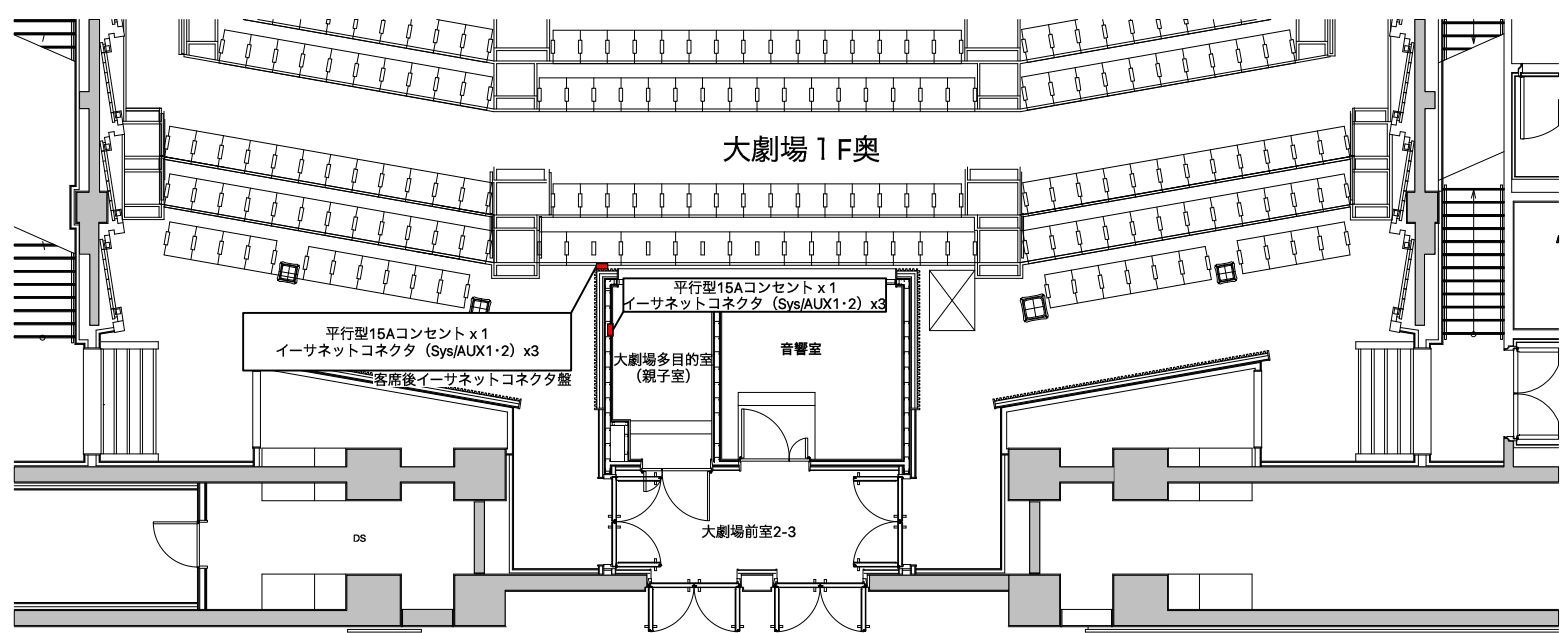 大劇場１F奥
平行型15Aコンセント x 1
イーサネットコネクタ（Sys/AUX1・2）x3
平行型15Aコンセント x 1
イーサネットコネクタ（Sys/AUX1・2）x3
客席後イーサネットコネクタ盤
大劇場多目的室
（親子室）
音響室
大劇場前室2-3
DS